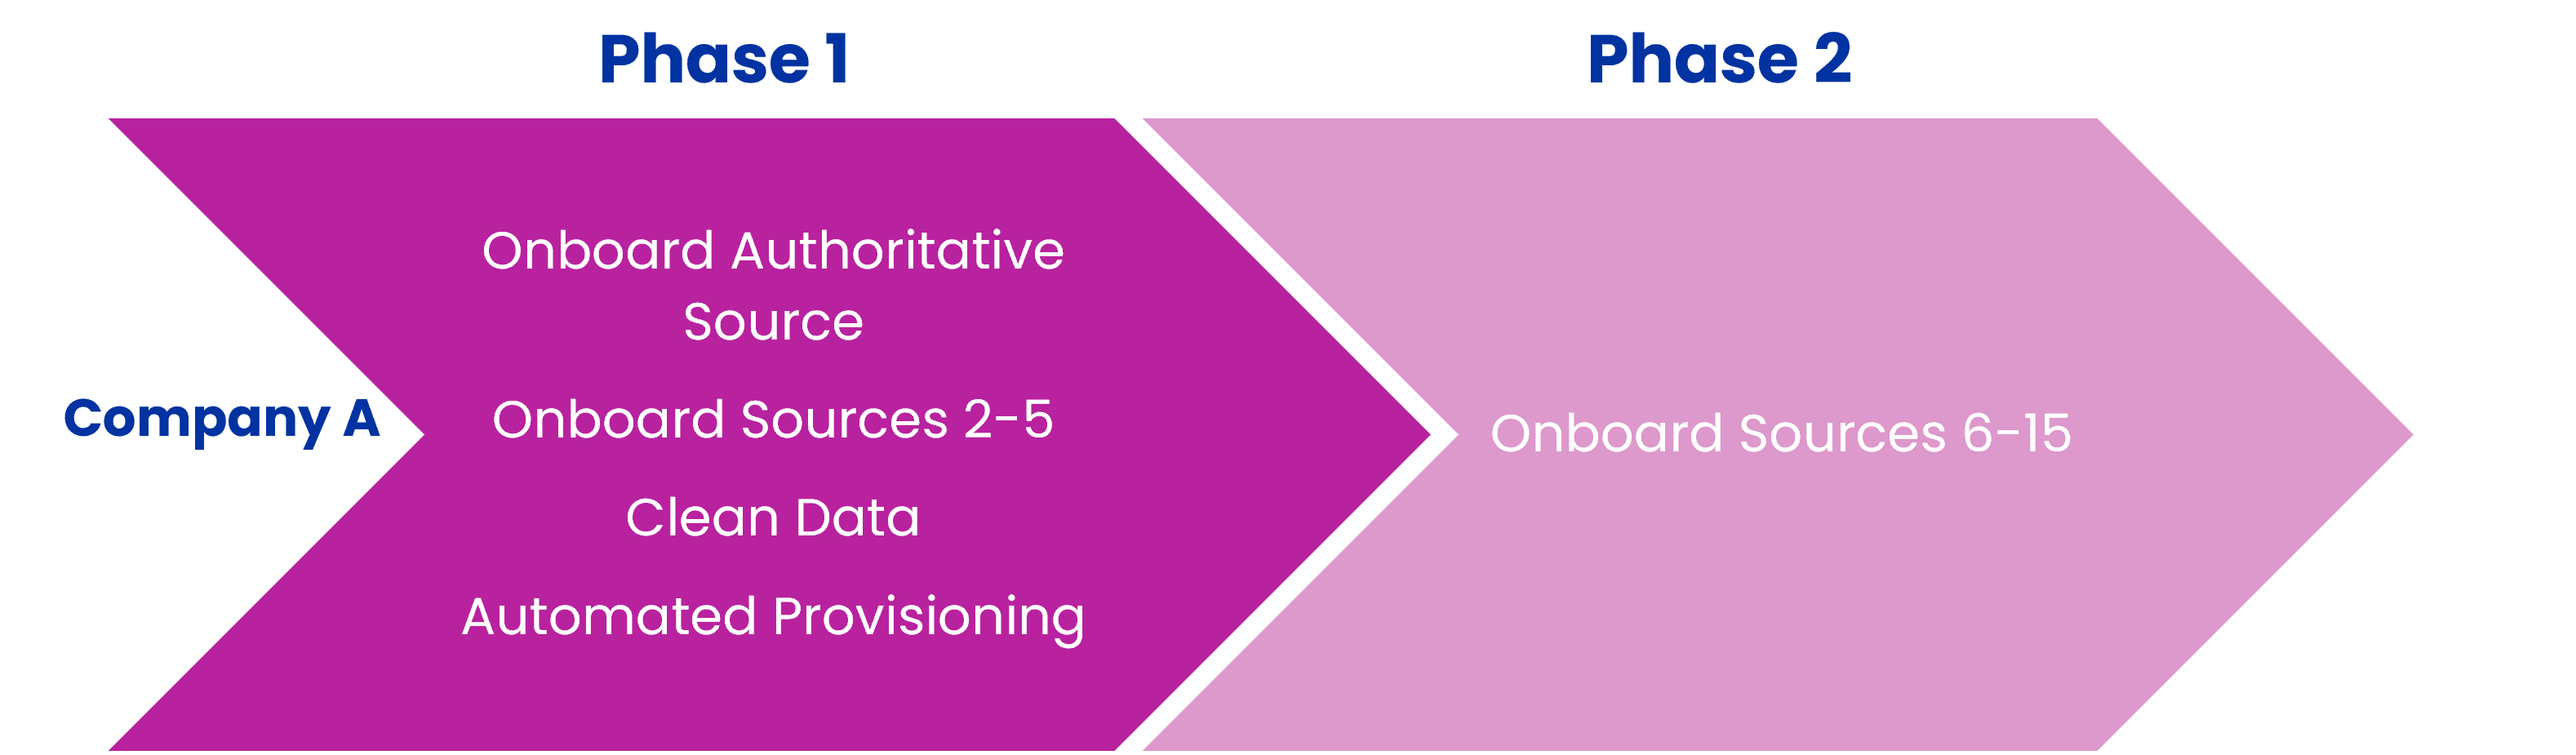 Phase 1
Phase 2
Company A
Onboard Authoritative
Source
Onboard Sources 2-5
Clean Data
Automated Provisioning
Onboard Sources 6-15